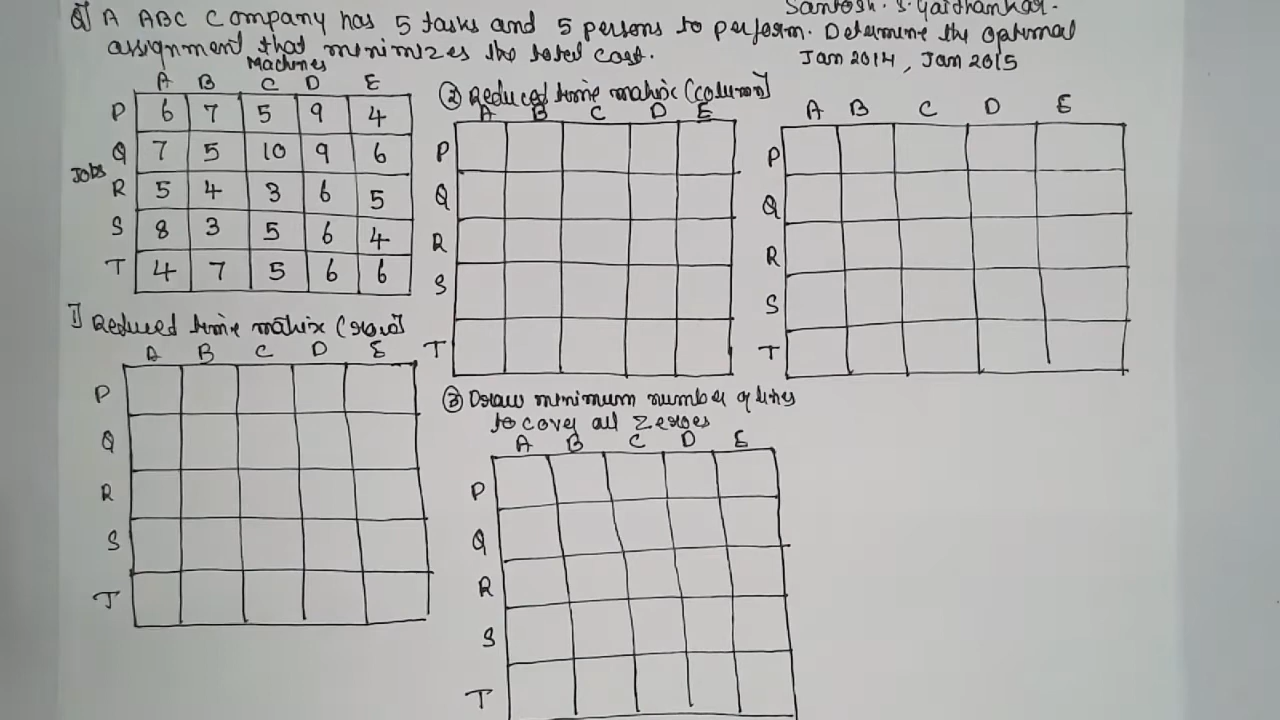 Santosh. S. Gaidhankar.
Q] A ABC Company has 5 tasks and 5 persons to perform. Determine the optimal
assignment that minimizes the total cost.
Jan 2014, Jan 2015
Machines
A B C D E
P 6 7 5 9 4
Q 7 5 10 9 6
Jobs
R 5 4 3 6 5
S 8 3 5 6 4
T 4 7 5 6 6
1] Reduced time matrix (row)
A B C D E
P
Q
R
S
T
② Reduced time matrix (column)
A B C D E
P
Q
R
S
T
③ Draw minimum number of lines
to cover all zeroes
A B C D E
P
Q
R
S
T
A B C D E
P
Q
R
S
T